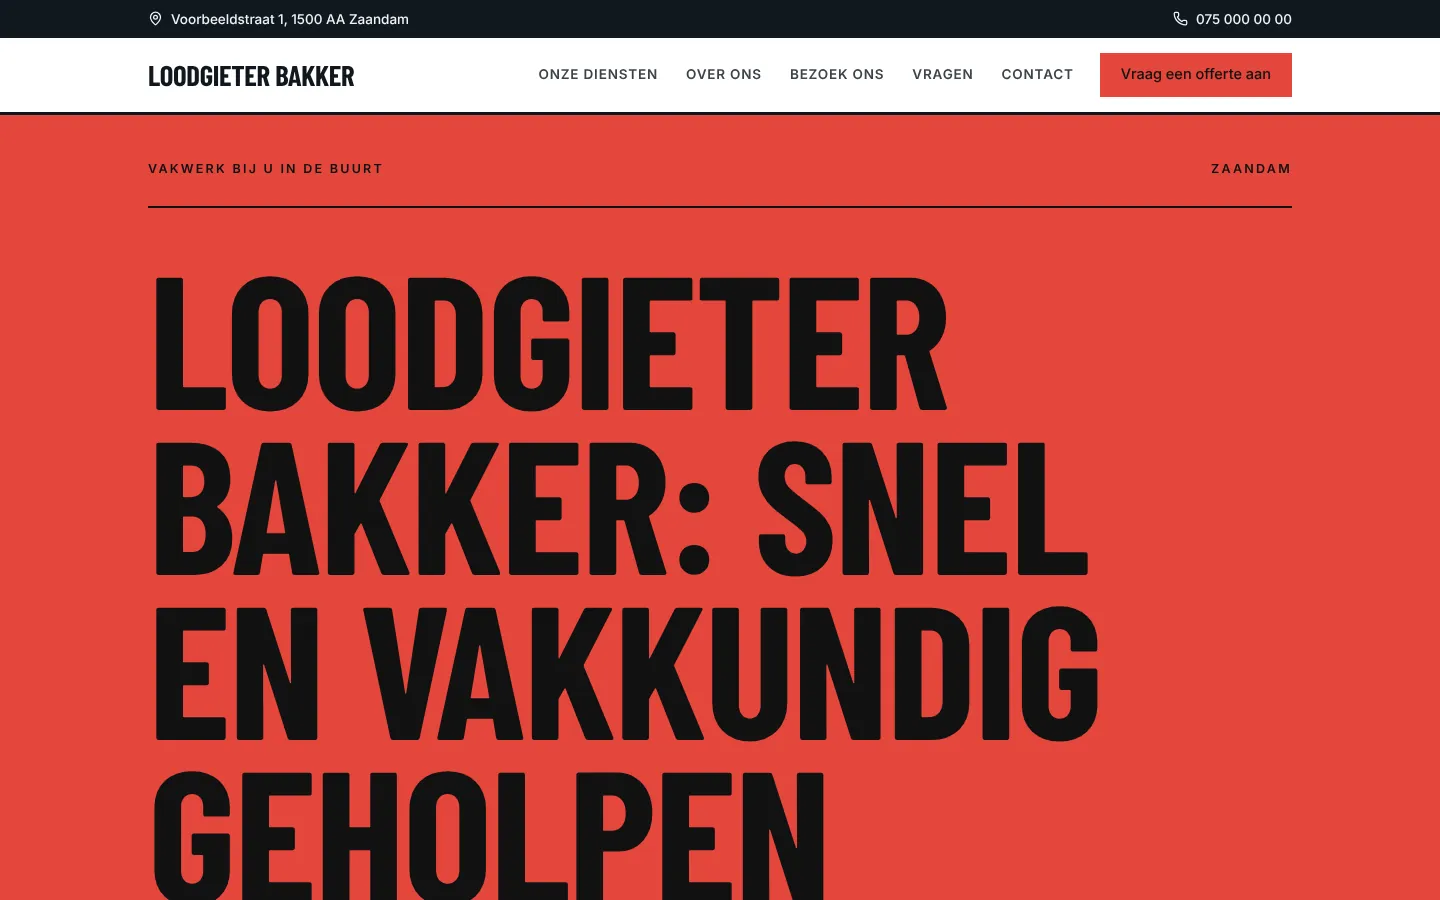 Voorbeeldstraat 1, 1500 AA Zaandam
075 000 00 00
LOODGIETER BAKKER
ONZE DIENSTEN
OVER ONS
BEZOEK ONS
VRAGEN
CONTACT
Vraag een offerte aan
VAKWERK BIJ U IN DE BUURT
ZAANDAM
LOODGIETER
BAKKER: SNEL
EN VAKKUNDIG
GEHOLPEN